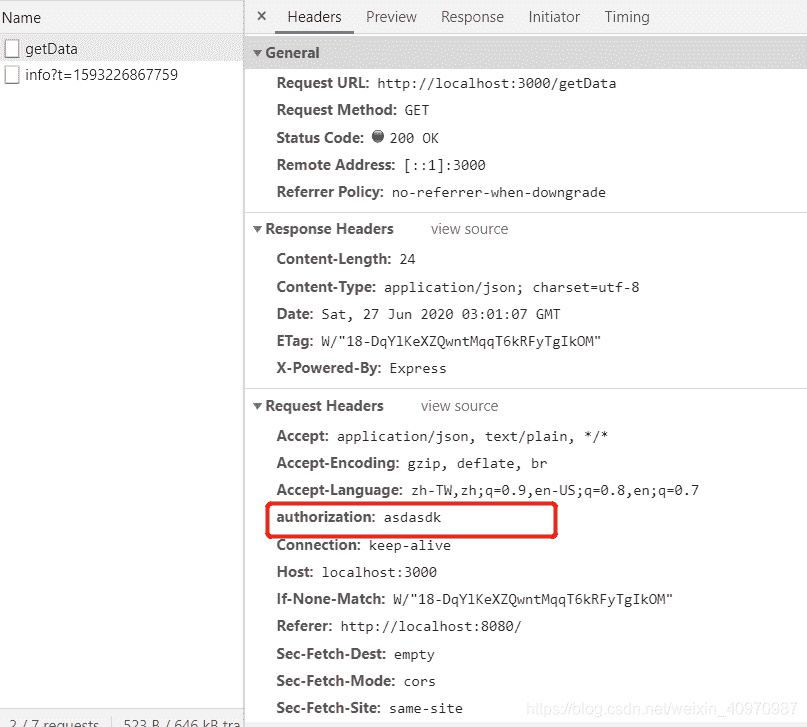 Name
× Headers Preview Response Initiator Timing
getData
info?t=1593226867759
General
Request URL: http://localhost:3000/getData
Request Method: GET
Status Code: 200 OK
Remote Address: [::1]:3000
Referrer Policy: no-referrer-when-downgrade
Response Headers view source
Content-Length: 24
Content-Type: application/json; charset=utf-8
Date: Sat, 27 Jun 2020 03:01:07 GMT
ETag: W/"18-DqYlKeXZQwntMqqT6kRFyTgIkOM"
X-Powered-By: Express
Request Headers view source
Accept: application/json, text/plain, */*
Accept-Encoding: gzip, deflate, br
Accept-Language: zh-TW,zh;q=0.9,en-US;q=0.8,en;q=0.7
authorization: asdasdk
Connection: keep-alive
Host: localhost:3000
If-None-Match: W/"18-DqYlKeXZQwntMqqT6kRFyTgIkOM"
Referer: http://localhost:8080/
Sec-Fetch-Dest: empty
Sec-Fetch-Mode: cors
Sec-Fetch-Site: same-site
2 / 7 requests 523 B / 646 kB tra
https://blog.csdn.net/weixin_40970987